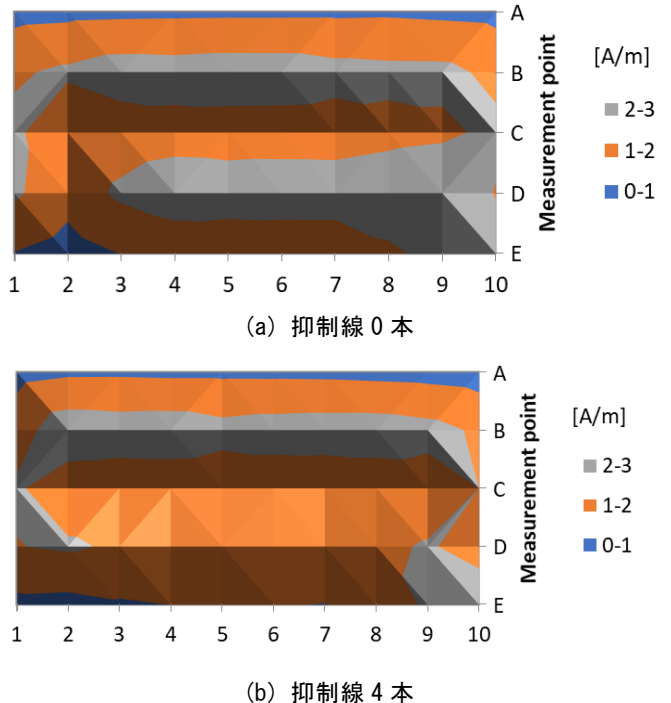 A
B
C
D
E
Measurement point
[A/m]
2-3
1-2
0-1
1 2 3 4 5 6 7 8 9 10
(a) 抑制線 0 本
A
B
C
D
E
Measurement point
[A/m]
2-3
1-2
0-1
1 2 3 4 5 6 7 8 9 10
(b) 抑制線 4 本